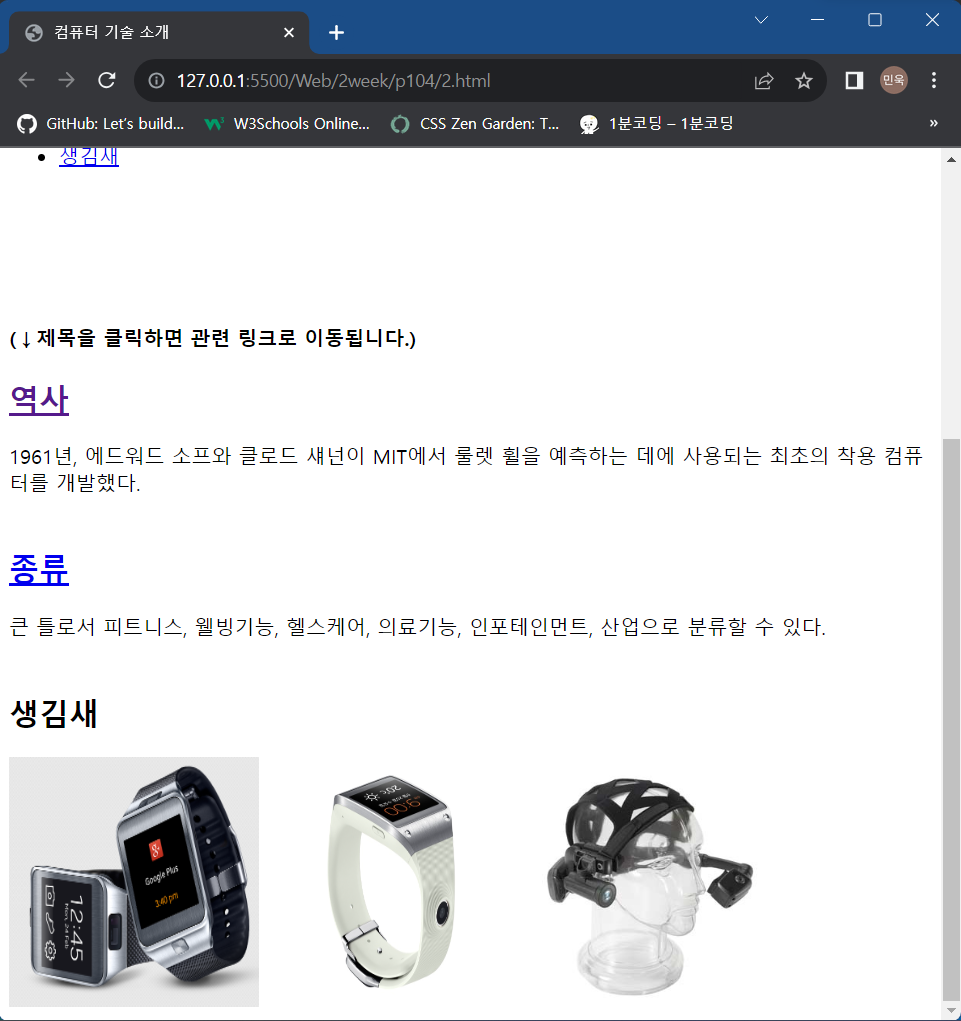 컴퓨터 기술 소개
127.0.0.1:5500/Web/2week/p104/2.html
민욱
GitHub: Let's build...
W3Schools Online...
CSS Zen Garden: T...
1분코딩 – 1분코딩
»
• 생김새
(↓제목을 클릭하면 관련 링크로 이동됩니다.)
역사
1961년, 에드워드 소프와 클로드 섀넌이 MIT에서 룰렛 휠을 예측하는 데에 사용되는 최초의 착용 컴퓨
터를 개발했다.
종류
큰 틀로서 피트니스, 웰빙기능, 헬스케어, 의료기능, 인포테인먼트, 산업으로 분류할 수 있다.
생김새
Google Plus
3:40 pm
12:45
Mon, 24 Feb